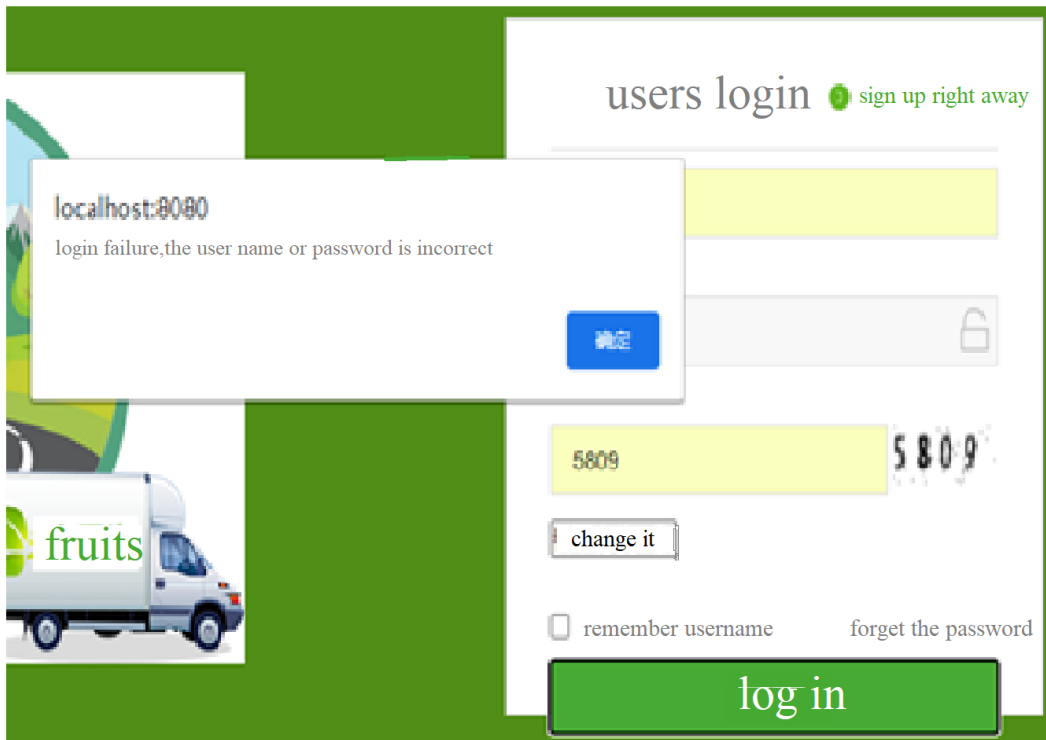 users login
sign up right away
localhost:8080
login failure,the user name or password is incorrect
确定
5809
5809
change it
fruits
remember username
forget the password
log in